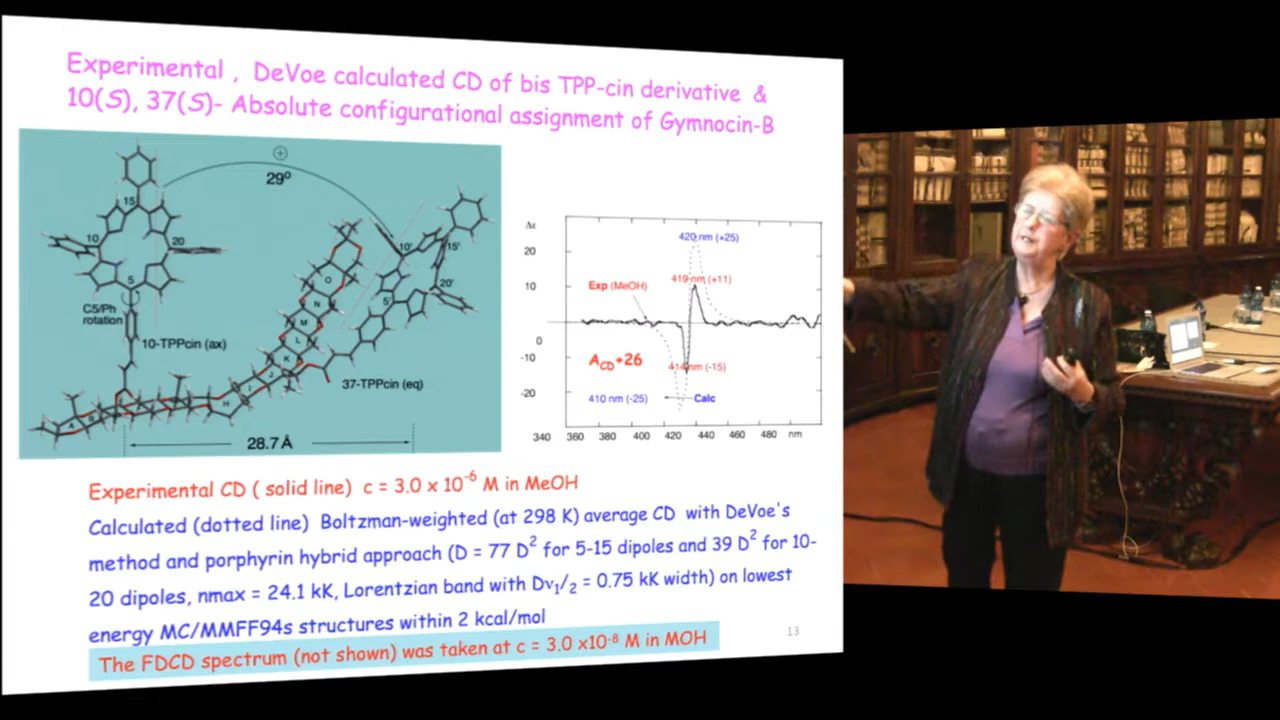 Experimental , DeVoe calculated CD of bis TPP-cin derivative &
10(S), 37(S)- Absolute configurational assignment of Gymnocin-B
29⁰
15
10
20
5
C5/Ph
rotation
10-TPPcin (ax)
10'
15'
20'
5'
O
N
M
L
K
J
I
H
A
B
37-TPPcin (eq)
28.7 Å
Δε
20
10
0
-10
-20
420 nm (+25)
419 nm (+11)
Exp (MeOH)
A_CD+26
414 nm (-15)
410 nm (-25)
Calc
340 360 380 400 420 440 460 480 nm
Experimental CD ( solid line) c = 3.0 x 10⁻⁶ M in MeOH
Calculated (dotted line) Boltzman-weighted (at 298 K) average CD with DeVoe's
method and porphyrin hybrid approach (D = 77 D² for 5-15 dipoles and 39 D² for 10-
20 dipoles, nmax = 24.1 kK, Lorentzian band with Dν₁/₂ = 0.75 kK width) on lowest
energy MC/MMFF94s structures within 2 kcal/mol
The FDCD spectrum (not shown) was taken at c = 3.0 x10⁻⁸ M in MOH
13